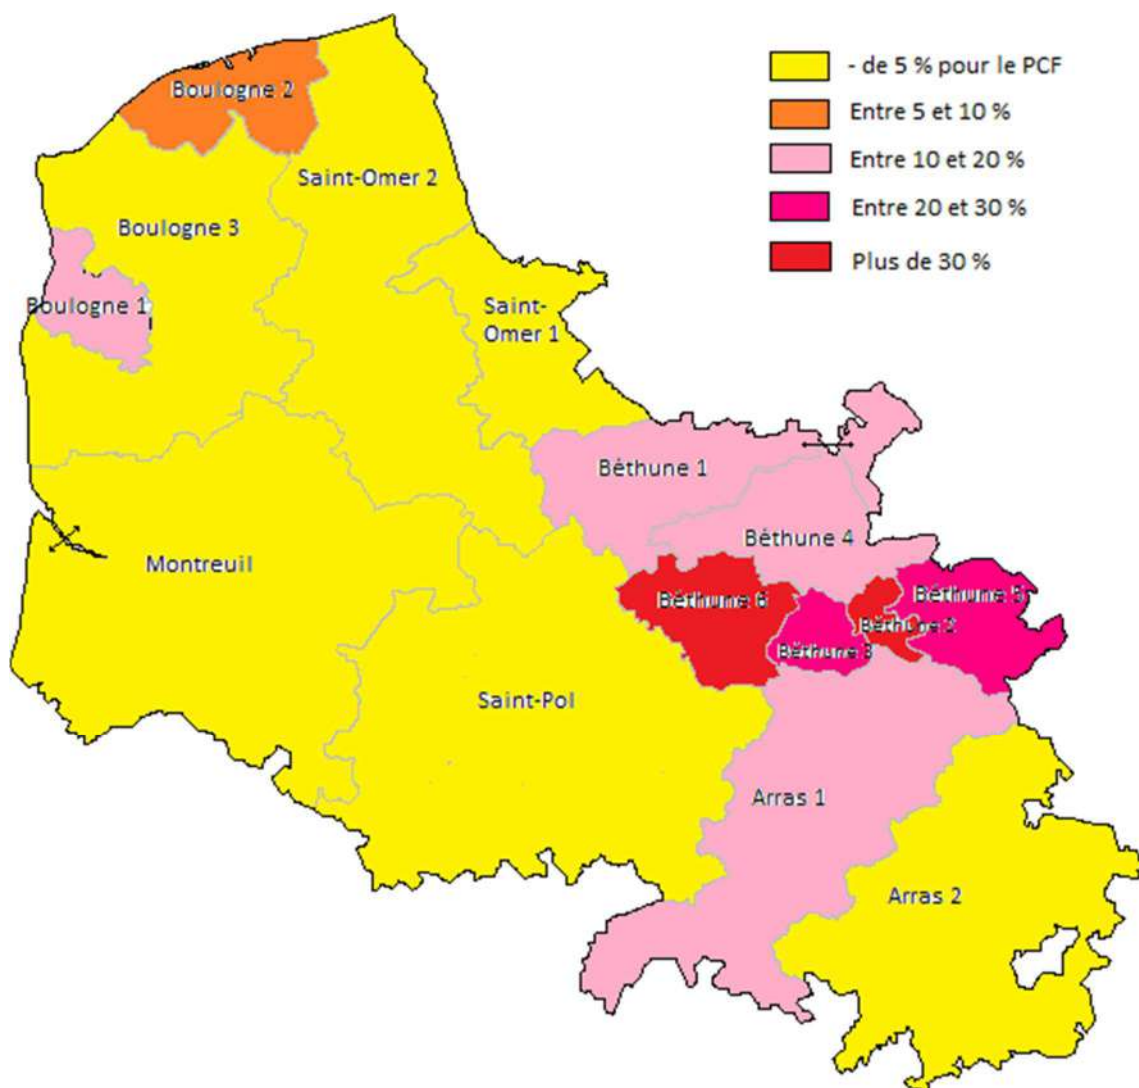 - de 5 % pour le PCF
Entre 5 et 10 %
Entre 10 et 20 %
Entre 20 et 30 %
Plus de 30 %
Boulogne 2
Saint-Omer 2
Boulogne 3
Boulogne 1
Saint-
Omer 1
Béthune 1
Béthune 4
Montreuil
Béthune 6
Béthune 5
Béthune 2
Béthune 3
Saint-Pol
Arras 1
Arras 2